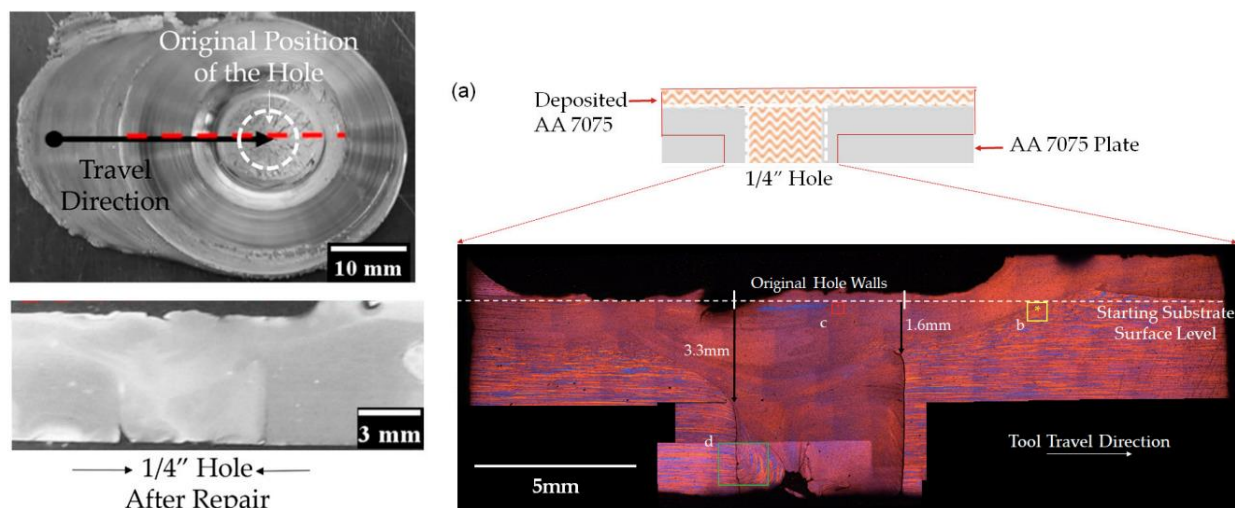 Original Position
of the Hole
Travel
Direction
10 mm
3 mm
1/4″ Hole
After Repair
(a)
Deposited
AA 7075
AA 7075 Plate
1/4″ Hole
Original Hole Walls
c
1.6mm
b
Starting Substrate
Surface Level
3.3mm
d
5mm
Tool Travel Direction